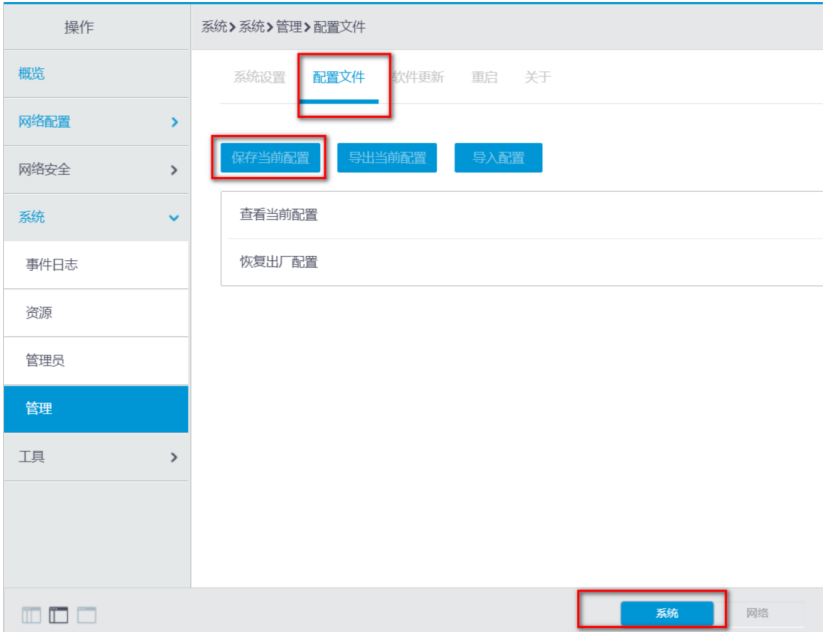 操作
系统>系统>管理>配置文件
概览
网络配置
网络安全
系统
事件日志
资源
管理员
管理
工具
系统设置 配置文件 软件更新 重启 关于
保存当前配置 导出当前配置 导入配置
查看当前配置
恢复出厂配置
系统 网络